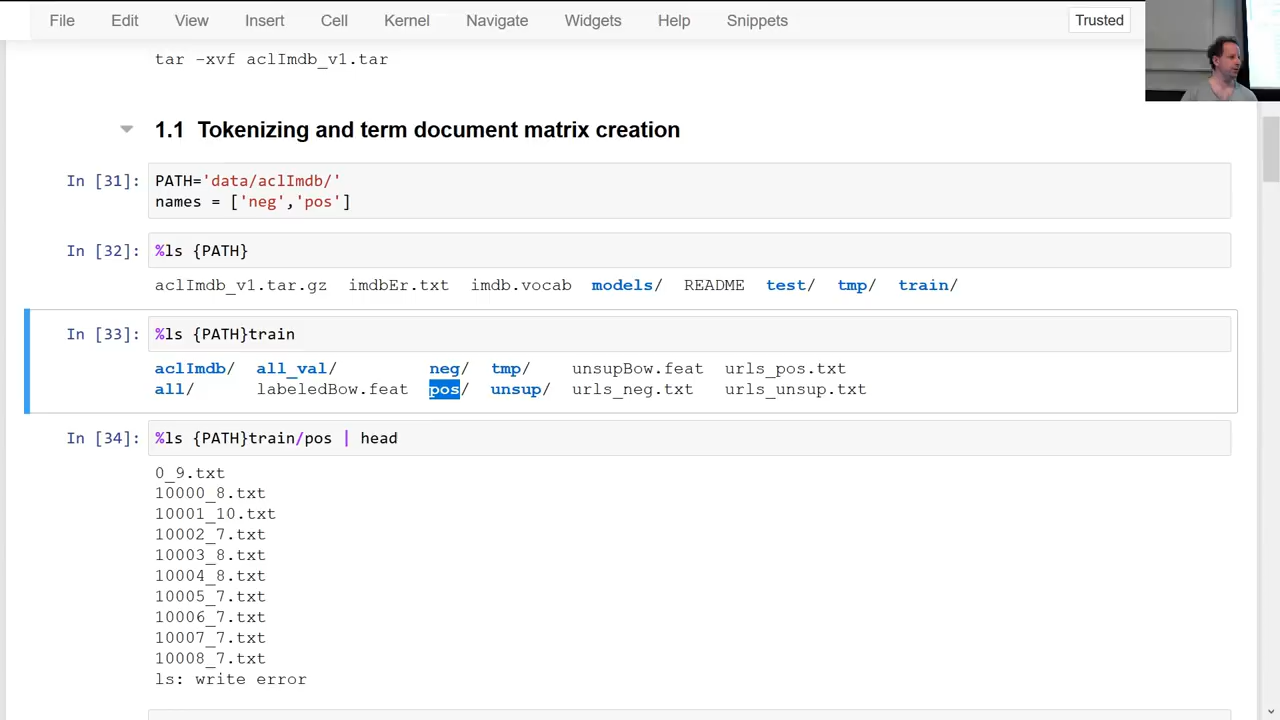 File Edit View Insert Cell Kernel Navigate Widgets Help Snippets Trusted
tar -xvf aclImdb_v1.tar
1.1 Tokenizing and term document matrix creation
In [31]: PATH='data/aclImdb/'
names = ['neg','pos']
In [32]: %ls {PATH}
aclImdb_v1.tar.gz imdbEr.txt imdb.vocab models/ README test/ tmp/ train/
In [33]: %ls {PATH}train
aclImdb/ all_val/ neg/ tmp/ unsupBow.feat urls_pos.txt
all/ labeledBow.feat pos/ unsup/ urls_neg.txt urls_unsup.txt
In [34]: %ls {PATH}train/pos | head
0_9.txt
10000_8.txt
10001_10.txt
10002_7.txt
10003_8.txt
10004_8.txt
10005_7.txt
10006_7.txt
10007_7.txt
10008_7.txt
ls: write error